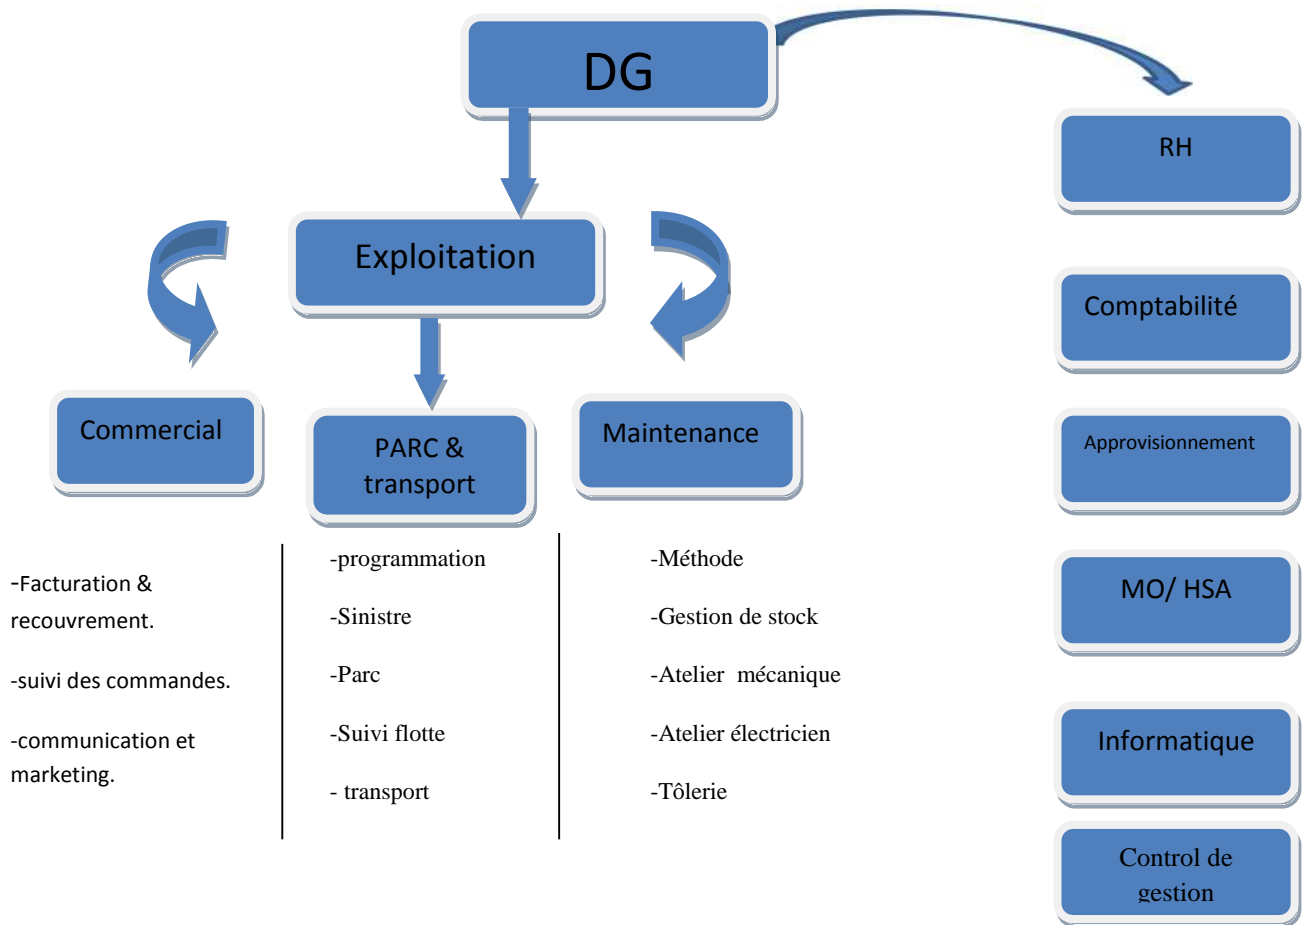 DG
RH
Exploitation
Comptabilité
Commercial
PARC &
transport
Maintenance
Approvisionnement
-Facturation &
recouvrement.
-suivi des commandes.
-communication et
marketing.
-programmation
-Sinistre
-Parc
-Suivi flotte
- transport
-Méthode
-Gestion de stock
-Atelier  mécanique
-Atelier électricien
-Tôlerie
MO/ HSA
Informatique
Control de
gestion